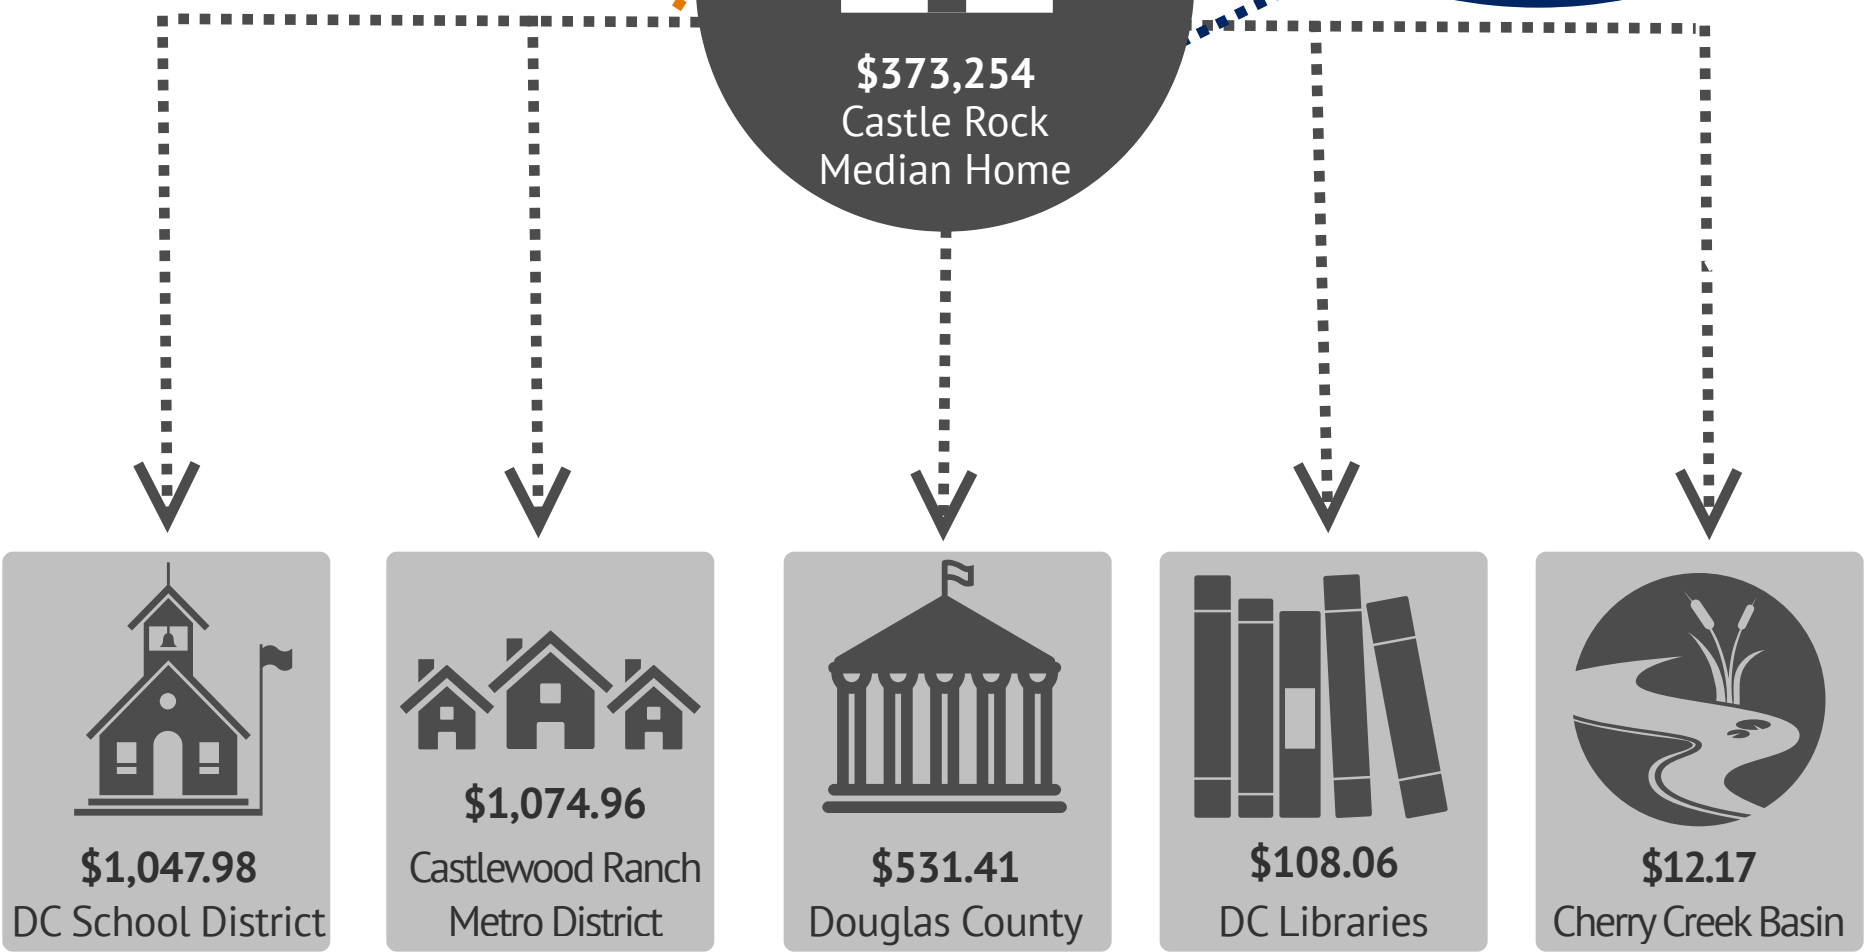 $373,254
Castle Rock
Median Home
$1,047.98
DC School District
$1,074.96
Castlewood Ranch
Metro District
$531.41
Douglas County
$108.06
DC Libraries
$12.17
Cherry Creek Basin